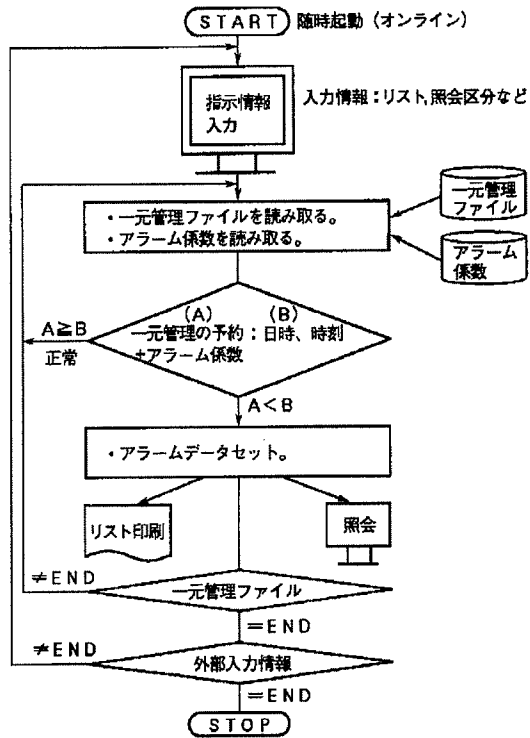 START
随時起動(オンライン)
指示情報
入力
入力情報:リスト,照会区分など
・一元管理ファイルを読み取る。
・アラーム係数を読み取る。
一元管理
ファイル
アラーム
係数
(A) (B)
一元管理の予約:日時、時刻
+アラーム係数
A≧B
正常
A<B
・アラームデータセット。
リスト印刷
照会
≠END
一元管理ファイル
=END
≠END
外部入力情報
=END
STOP